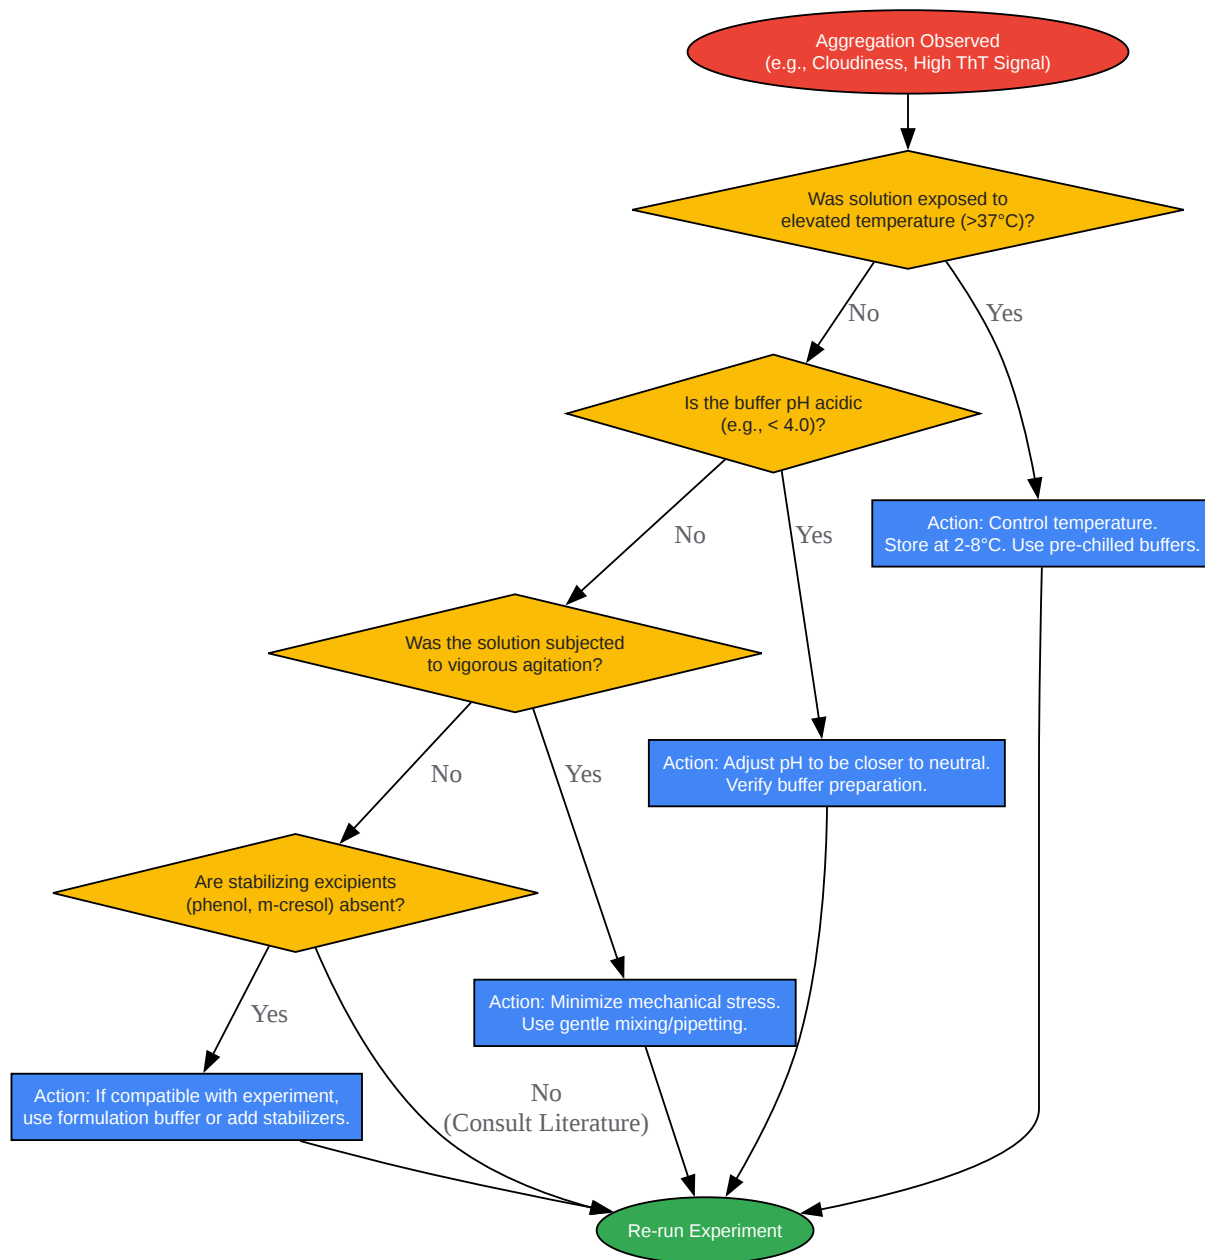 Aggregation Observed
(e.g., Cloudiness, High ThT Signal)
Was solution exposed to
elevated temperature (>37°C)?
No
Yes
Is the buffer pH acidic
(e.g., < 4.0)?
Action: Control temperature.
Store at 2-8°C. Use pre-chilled buffers.
No
Yes
Was the solution subjected
to vigorous agitation?
Action: Adjust pH to be closer to neutral.
Verify buffer preparation.
No
Yes
Are stabilizing excipients
(phenol, m-cresol) absent?
Action: Minimize mechanical stress.
Use gentle mixing/pipetting.
Yes
Action: If compatible with experiment,
use formulation buffer or add stabilizers.
No
(Consult Literature)
Re-run Experiment